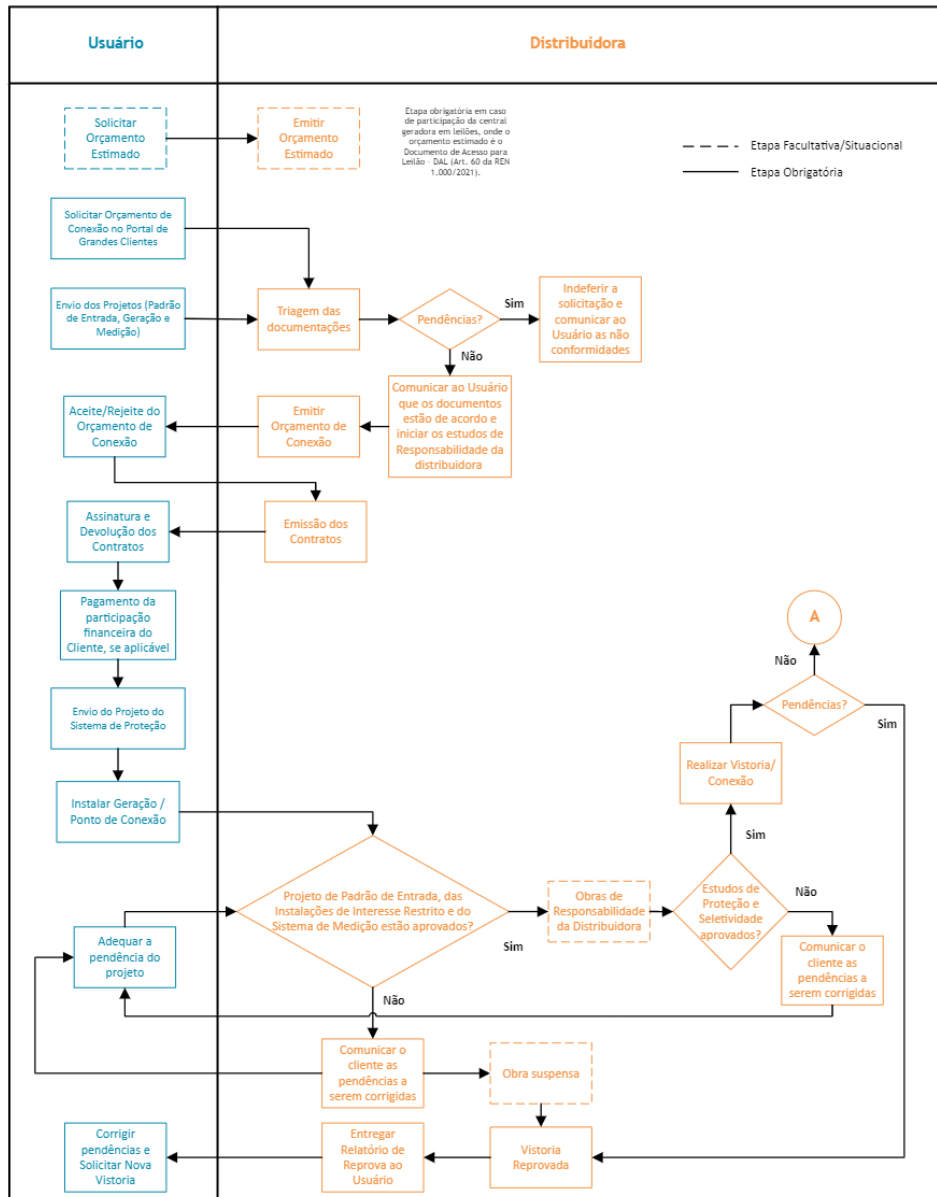 Usuário
Distribuidora
Solicitar
Orçamento
Estimado
Emitir
Orçamento
Estimado
Etapa obrigatória em caso
de participação da central
geradora em leilões, onde o
orçamento estimado é o
Documento de Acesso para
Leilão - DAL (Art. 60 da REN
1.000/2021).
Etapa Facultativa/Situacional
Etapa Obrigatória
Solicitar Orçamento de
Conexão no Portal de
Grandes Clientes
Envio dos Projetos (Padrão
de Entrada, Geração e
Medição)
Triagem das
documentações
Pendências?
Sim
Não
Indeferir a
solicitação e
comunicar ao
Usuário as não
conformidades
Comunicar ao Usuário
que os documentos
estão de acordo e
iniciar os estudos de
Responsabilidade da
distribuidora
Emitir
Orçamento de
Conexão
Aceite/Rejeite do
Orçamento de
Conexão
Emissão dos
Contratos
Assinatura e
Devolução dos
Contratos
Pagamento da
participação
financeira do
Cliente, se aplicável
Envio do Projeto do
Sistema de Proteção
Instalar Geração /
Ponto de Conexão
A
Não
Pendências?
Sim
Realizar Vistoria/
Conexão
Sim
Projeto de Padrão de Entrada, das
Instalações de Interesse Restrito e do
Sistema de Medição estão aprovados?
Sim
Não
Obras de
Responsabilidade
da Distribuidora
Estudos de
Proteção e
Seletividade
aprovados?
Não
Comunicar o
cliente as
pendências a
serem corrigidas
Adequar a
pendência do
projeto
Comunicar o
cliente as
pendências a
serem corrigidas
Obra suspensa
Corrigir
pendências e
Solicitar Nova
Vistoria
Entregar
Relatório de
Reprova ao
Usuário
Vistoria
Reprovada